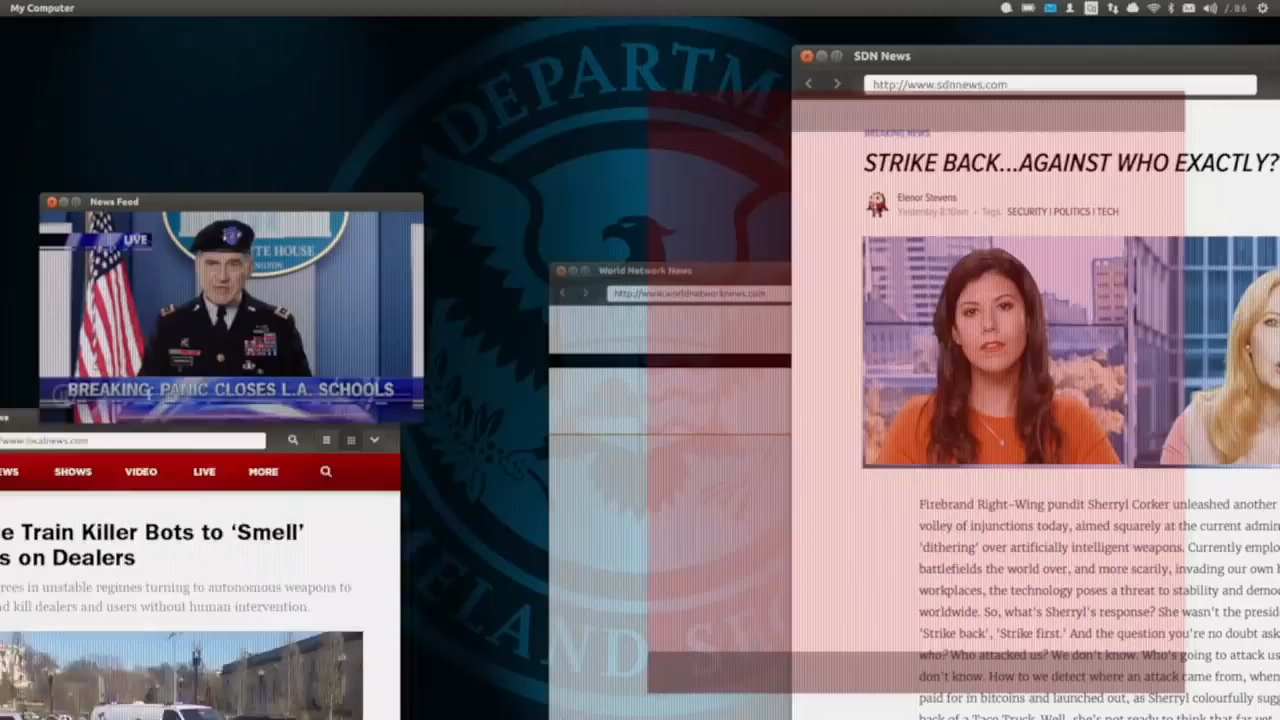 My Computer
/.86
DEPARTM
SDN News
http://www.sdnnews.com
BREAKING NEWS
STRIKE BACK...AGAINST WHO EXACTLY?
Elenor Stevens
Yesterday 8:10am • Tags: SECURITY | POLITICS | TECH
News Feed
LIVE
TE HOUSE
BREAKING: PANIC CLOSES L.A. SCHOOLS
World Network News
http://www.worldnetworknews.com
SHOWS
VIDEO
LIVE
MORE
e Train Killer Bots to ‘Smell’
s on Dealers
rces in unstable regimes turning to autonomous weapons to
d kill dealers and users without human intervention.
Firebrand Right-Wing pundit Sherryl Corker unleashed another
volley of injunctions today, aimed squarely at the current admin
'dithering' over artificially intelligent weapons. Currently emplo
battlefields the world over, and more scarily, invading our own h
workplaces, the technology poses a threat to stability and democ
worldwide. So, what's Sherryl's response? She wasn't the presid
'Strike back', 'Strike first.' And the question you're no doubt ask
who? Who attacked us? We don't know. Who's going to attack us
don't know. How to we detect where an attack came from, when
paid for in bitcoins and launched out, as Sherryl colourfully sugg
back of a Taco Truck. Well, she's not ready to think that far yet
ELAND S